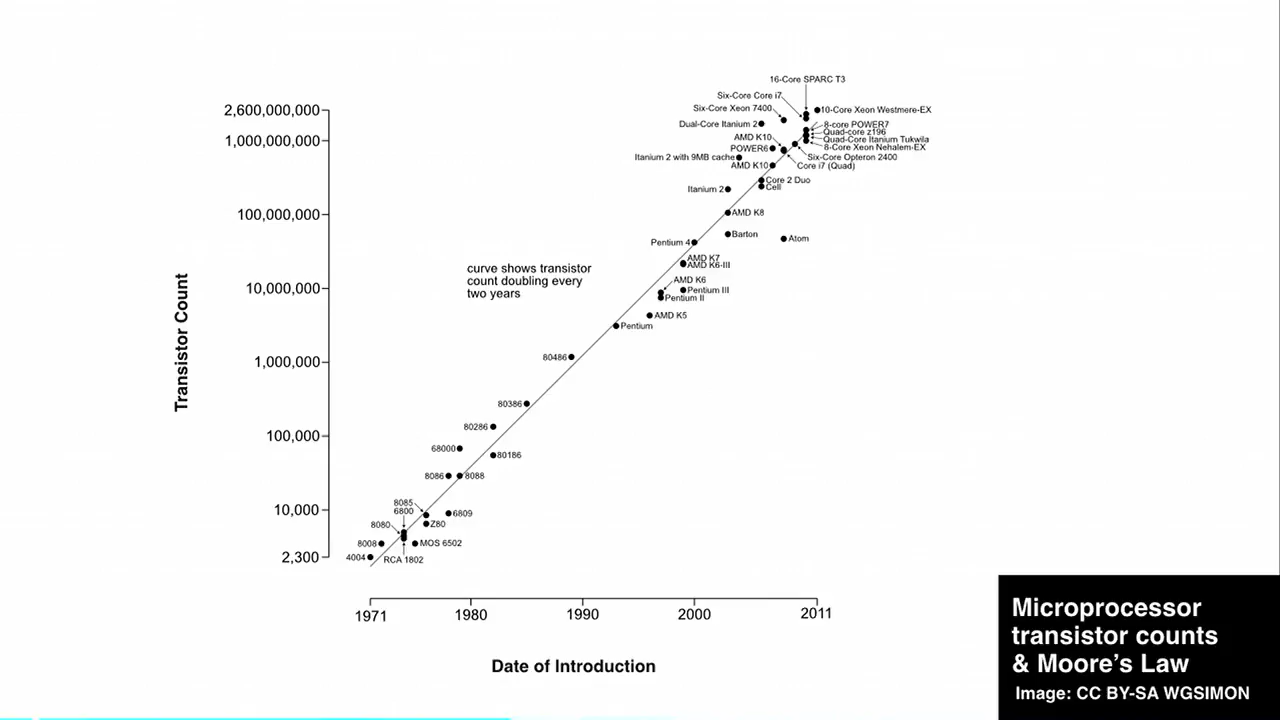 16-Core SPARC T3
Six-Core Core i7
Six-Core Xeon 7400
10-Core Xeon Westmere-EX
Dual-Core Itanium 2
8-core POWER7
Quad-core z196
Quad-Core Itanium Tukwila
8-Core Xeon Nehalem-EX
AMD K10
POWER6
Itanium 2 with 9MB cache
Six-Core Opteron 2400
AMD K10
Core i7 (Quad)
Core 2 Duo
Cell
Itanium 2
AMD K8
Barton
Atom
Pentium 4
AMD K7
AMD K6-III
AMD K6
Pentium III
Pentium II
AMD K5
Pentium
80486
80386
80286
68000
80186
8086
8088
8085
6800
6809
8080
Z80
8008
MOS 6502
4004
RCA 1802
curve shows transistor
count doubling every
two years
Transistor Count
2,600,000,000
1,000,000,000
100,000,000
10,000,000
1,000,000
100,000
10,000
2,300
1971
1980
1990
2000
2011
Date of Introduction
Microprocessor
transistor counts
& Moore's Law
Image: CC BY-SA WGSIMON